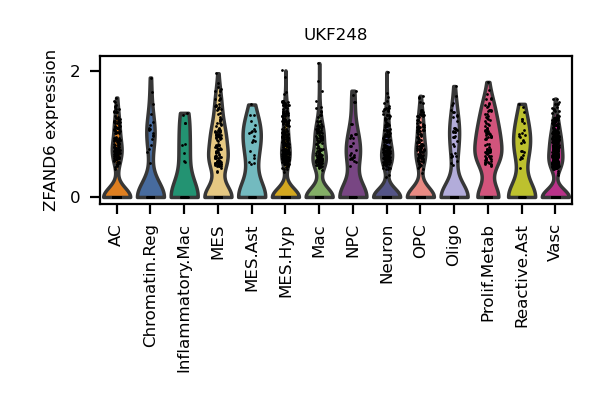 UKF248
ZFAND6 expression
2
0
AC
Chromatin.Reg
Inflammatory.Mac
MES
MES.Ast
MES.Hyp
Mac
NPC
Neuron
OPC
Oligo
Prolif.Metab
Reactive.Ast
Vasc